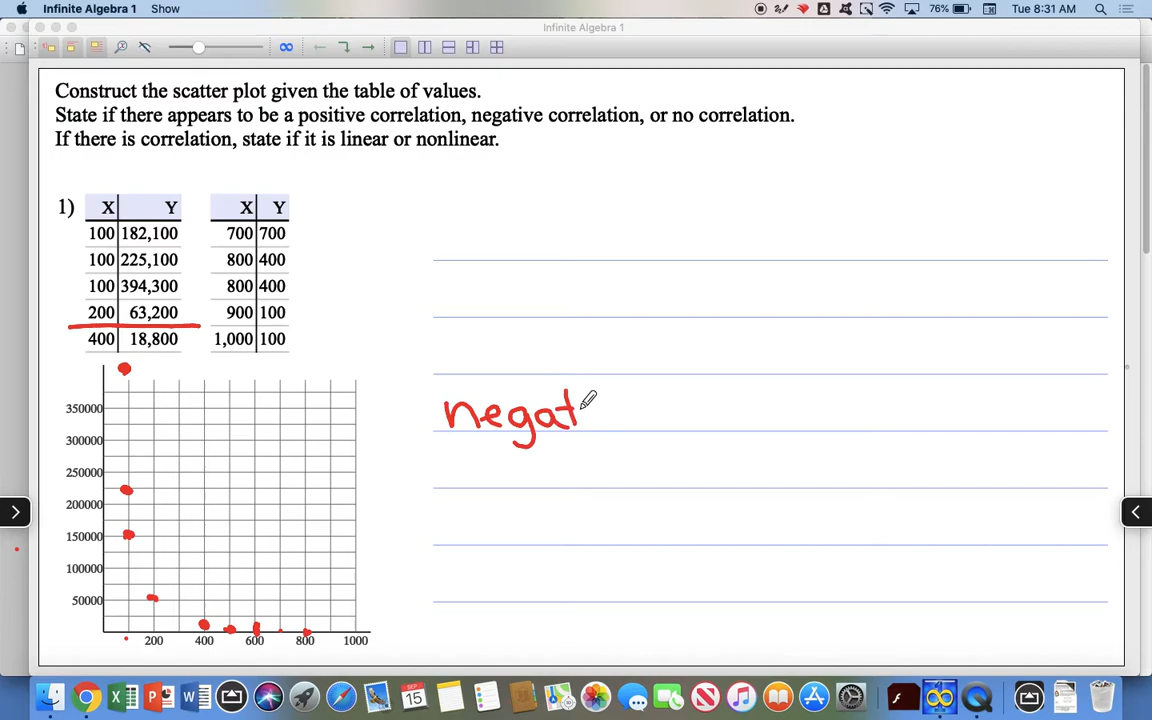 Infinite Algebra 1 Show 76% Tue 8:31 AM
Infinite Algebra 1
Construct the scatter plot given the table of values.
State if there appears to be a positive correlation, negative correlation, or no correlation.
If there is correlation, state if it is linear or nonlinear.
1) X Y X Y
100 182,100 700 700
100 225,100 800 400
100 394,300 800 400
200 63,200 900 100
400 18,800 1,000 100
350000
300000
negat
250000
200000
150000
100000
50000
200 400 600 800 1000
SEP
15